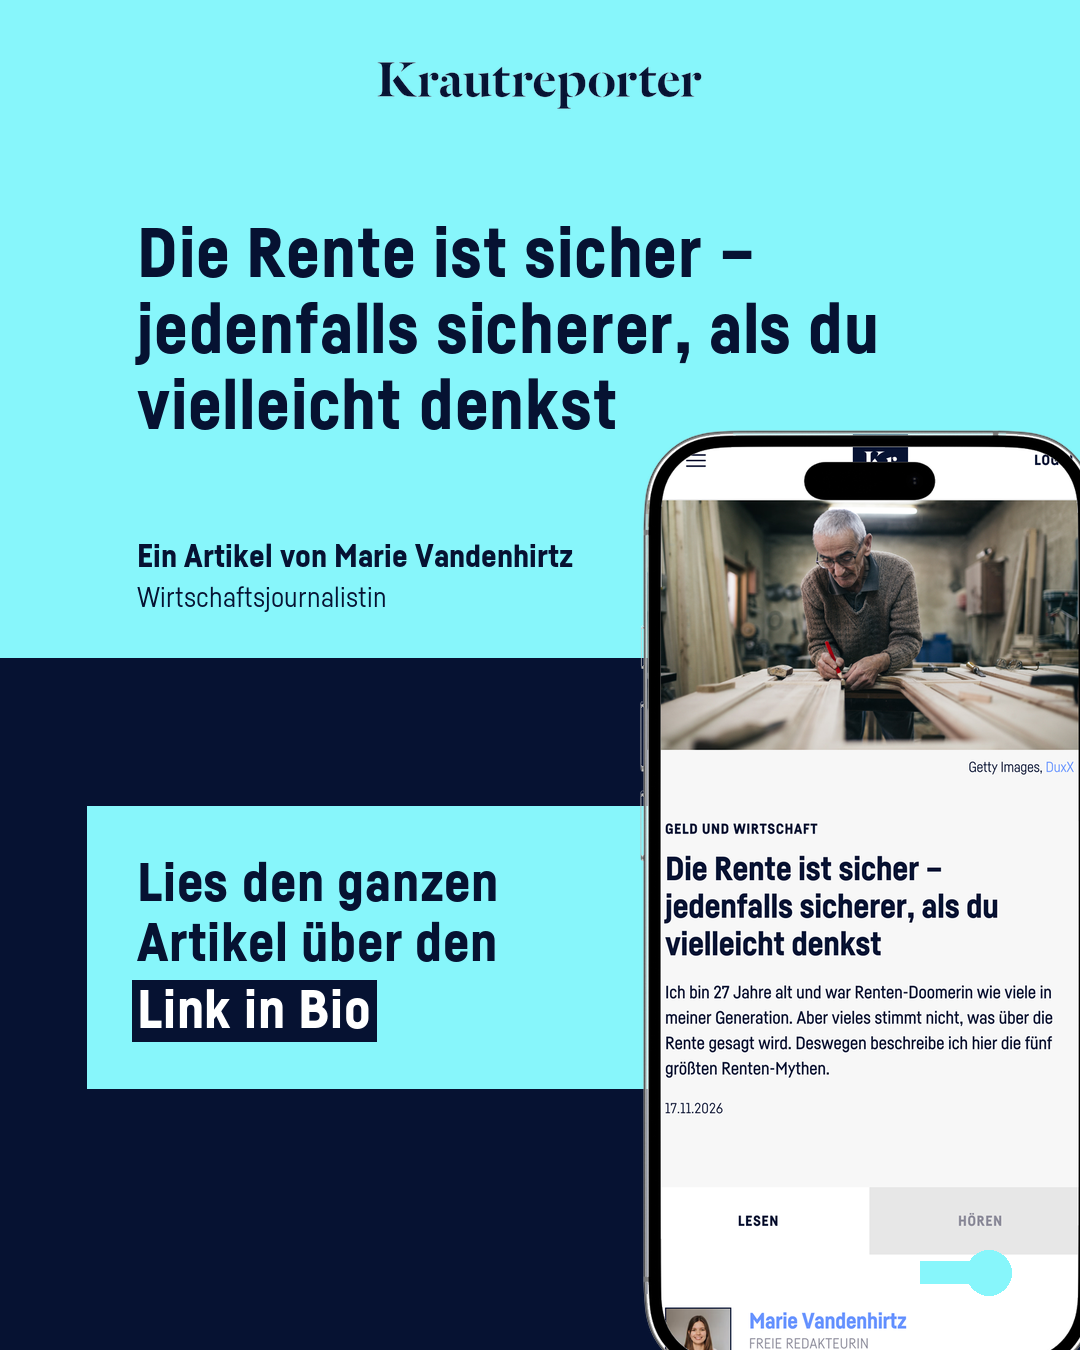 Krautreporter
Die Rente ist sicher –
jedenfalls sicherer, als du
vielleicht denkst
Ein Artikel von Marie Vandenhirtz
Wirtschaftsjournalistin
Lies den ganzen
Artikel über den
Link in Bio
Kr
Getty Images, DuxX
GELD UND WIRTSCHAFT
Die Rente ist sicher –
jedenfalls sicherer, als du
vielleicht denkst
Ich bin 27 Jahre alt und war Renten-Doomerin wie viele in
meiner Generation. Aber vieles stimmt nicht, was über die
Rente gesagt wird. Deswegen beschreibe ich hier die fünf
größten Renten-Mythen.
17.11.2026
LESEN
HÖREN
Marie Vandenhirtz
FREIE REDAKTEURIN